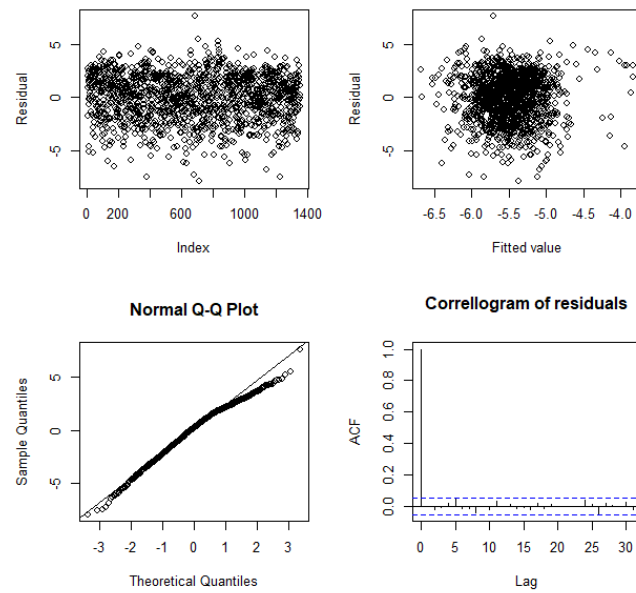 Residual
5
0
-5
0 200 600 1000 1400
Index
Residual
5
0
-5
-6.5 -6.0 -5.5 -5.0 -4.5 -4.0
Fitted value
Normal Q-Q Plot
Sample Quantiles
5
0
-5
-3 -2 -1 0 1 2 3
Theoretical Quantiles
Correllogram of residuals
ACF
1.0
0.8
0.6
0.4
0.2
0.0
0 5 10 15 20 25 30
Lag